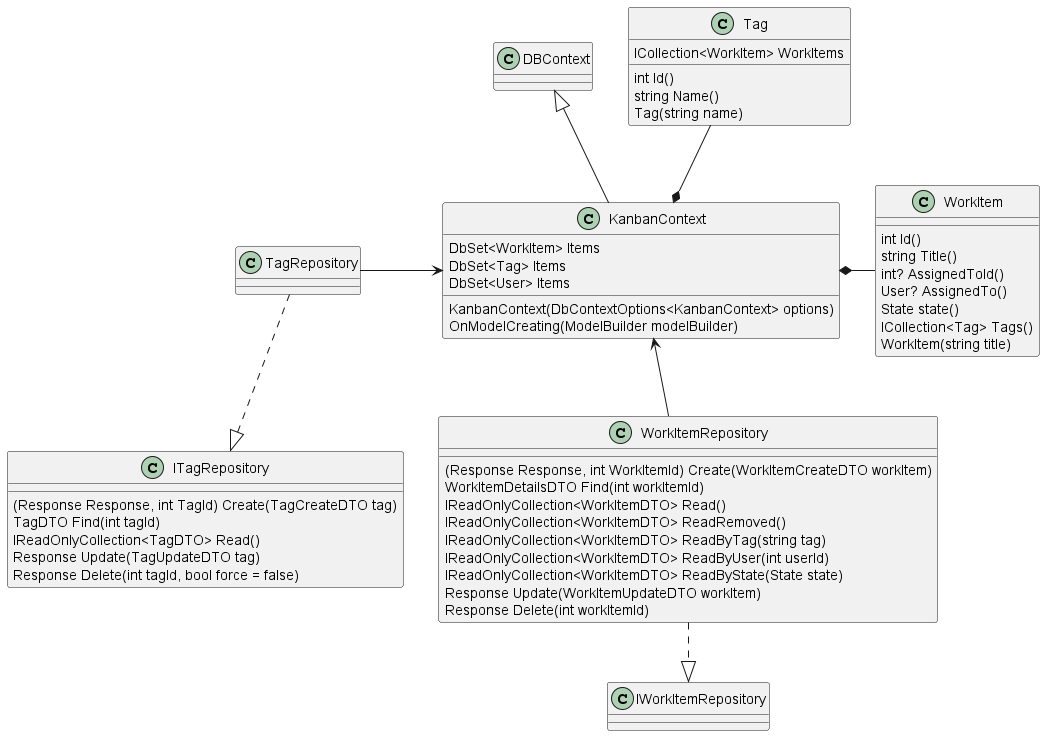 C Tag
ICollection<WorkItem> WorkItems
int Id()
string Name()
Tag(string name)
C DBContext
C WorkItem
int Id()
string Title()
int? AssignedToId()
User? AssignedTo()
State state()
ICollection<Tag> Tags()
WorkItem(string title)
C KanbanContext
DbSet<WorkItem> Items
DbSet<Tag> Items
DbSet<User> Items
KanbanContext(DbContextOptions<KanbanContext> options)
OnModelCreating(ModelBuilder modelBuilder)
C TagRepository
C ITagRepository
(Response Response, int TagId) Create(TagCreateDTO tag)
TagDTO Find(int tagId)
IReadOnlyCollection<TagDTO> Read()
Response Update(TagUpdateDTO tag)
Response Delete(int tagId, bool force = false)
C WorkItemRepository
(Response Response, int WorkItemId) Create(WorkItemCreateDTO workItem)
WorkItemDetailsDTO Find(int workItemId)
IReadOnlyCollection<WorkItemDTO> Read()
IReadOnlyCollection<WorkItemDTO> ReadRemoved()
IReadOnlyCollection<WorkItemDTO> ReadByTag(string tag)
IReadOnlyCollection<WorkItemDTO> ReadByUser(int userId)
IReadOnlyCollection<WorkItemDTO> ReadByState(State state)
Response Update(WorkItemUpdateDTO workItem)
Response Delete(int workItemId)
C IWorkItemRepository